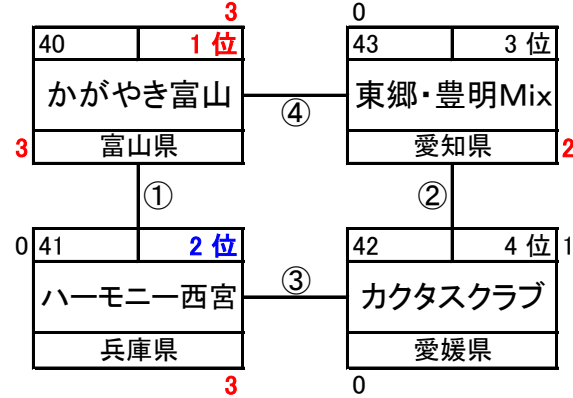 3
0
40
1 位
43
3 位
かがやき富山
④
東郷・豊明Mix
3
富山県
愛知県
2
①
②
0
41
2 位
42
4 位
1
ハーモニー西宮
③
カクタスクラブ
兵庫県
愛媛県
3
0